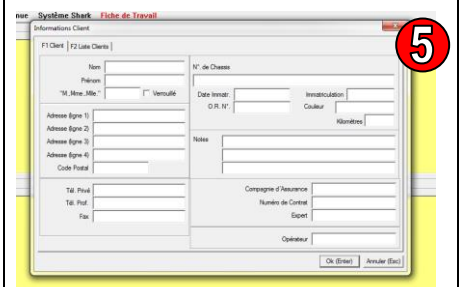 nue Système Shark Fiche de Travail
Informations Client
5
F1 Client F2 Liste Clients
Nom
Prénom
"M.,Mme.,Mlle." Verrouillé
Adresse (ligne 1)
Adresse (ligne 2)
Adresse (ligne 3)
Adresse (ligne 4)
Code Postal
Tél. Privé
Tél. Prof.
Fax
N°. de Chassis
Date Immatr. Immatriculation
O.R. N°. Couleur
Kilomètres
Notes
Compagnie d'Assurance
Numéro de Contrat
Expert
Opérateur
Ok (Enter) Annuler (Esc)